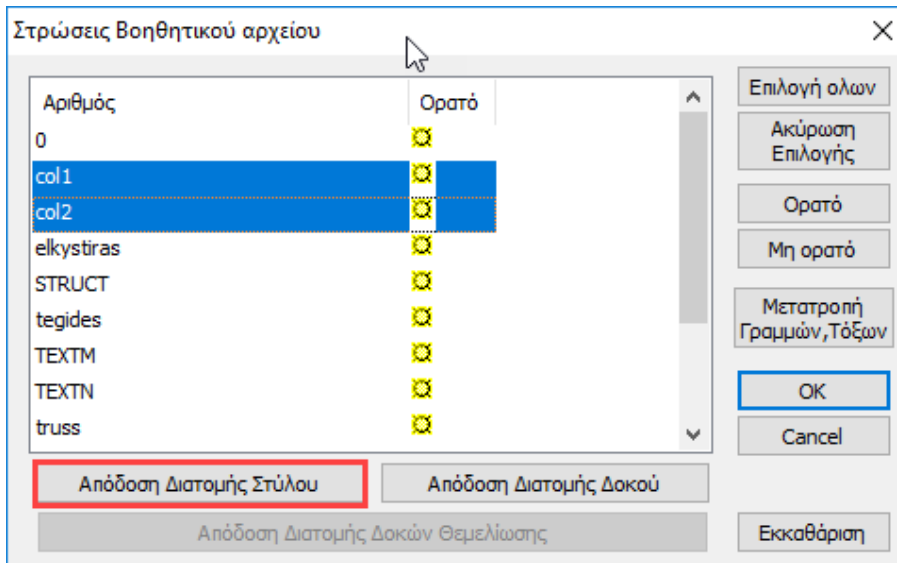 Στρώσεις Βοηθητικού αρχείου
Αριθμός Ορατό
0
col1
col2
elkystiras
STRUCT
tegides
TEXTM
TEXTN
truss
Επιλογή ολων
Ακύρωση
Επιλογής
Ορατό
Μη ορατό
Μετατροπή
Γραμμών,Τόξων
OK
Cancel
Απόδοση Διατομής Στύλου
Απόδοση Διατομής Δοκού
Απόδοση Διατομής Δοκών Θεμελίωσης
Εκκαθάριση